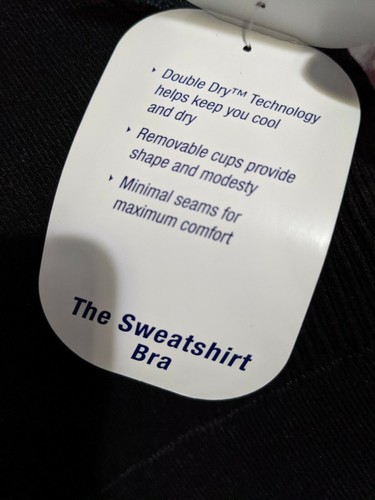 Double Dry™ Technology
helps keep you cool
and dry
Removable cups provide
shape and modesty
Minimal seams for
maximum comfort
The Sweatshirt
Bra